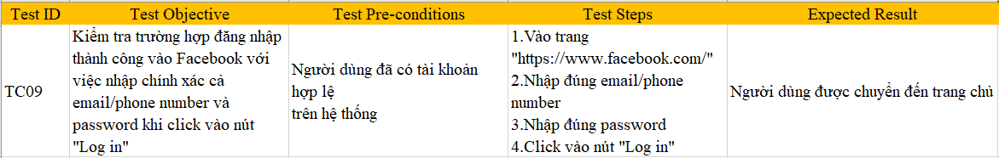 Test ID Test Objective Test Pre-conditions Test Steps Expected Result
TC09
Kiểm tra trường hợp đăng nhập
thành công vào Facebook với
việc nhập chính xác cả
email/phone number và
password khi click vào nút
"Log in"
Người dùng đã có tài khoản
hợp lệ
trên hệ thống
1.Vào trang
"https://www.facebook.com/"
2.Nhập đúng email/phone
number
3.Nhập đúng password
4.Click vào nút "Log in"
Người dùng được chuyển đến trang chủ